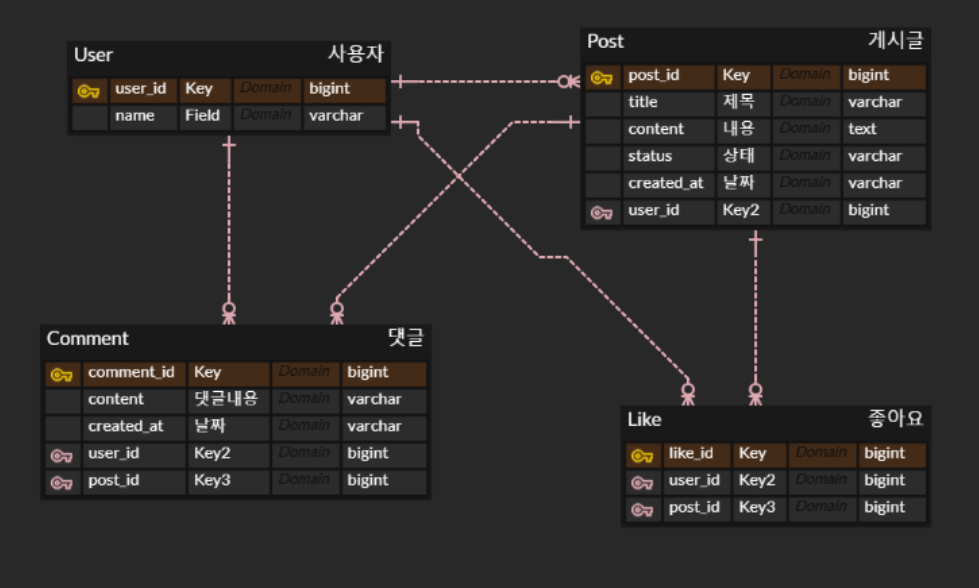 User 사용자
user_id Key Domain bigint
name Field Domain varchar
Post 게시글
post_id Key Domain bigint
title 제목 Domain varchar
content 내용 Domain text
status 상태 Domain varchar
created_at 날짜 Domain varchar
user_id Key2 Domain bigint
Comment 댓글
comment_id Key Domain bigint
content 댓글내용 Domain varchar
created_at 날짜 Domain varchar
user_id Key2 Domain bigint
post_id Key3 Domain bigint
Like 좋아요
like_id Key Domain bigint
user_id Key2 Domain bigint
post_id Key3 Domain bigint